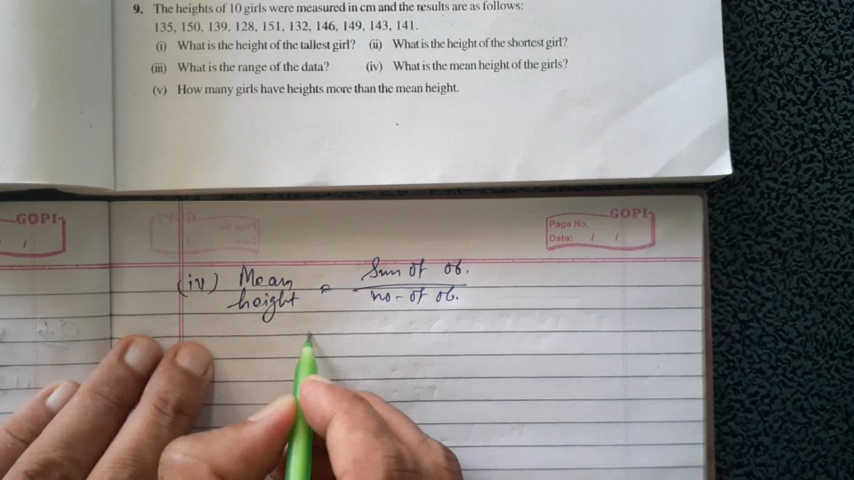 9. The heights of 10 girls were measured in cm and the results are as follows:
135, 150, 139, 128, 151, 132, 146, 149, 143, 141.
(i) What is the height of the tallest girl? (ii) What is the height of the shortest girl?
(iii) What is the range of the data? (iv) What is the mean height of the girls?
(v) How many girls have heights more than the mean height.
GOPI
GOPI
Page No.
Date: / /
(iv) Mean height = Sum of ob.
no. of ob.